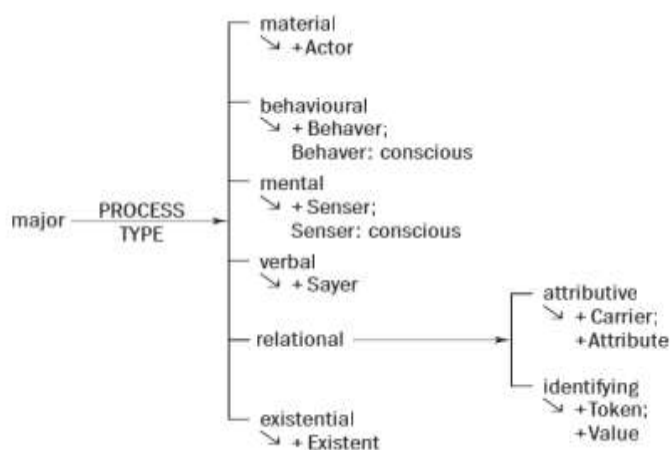 material
↘ +Actor
behavioural
↘ + Behaver;
Behaver: conscious
mental
↘ + Senser;
Senser: conscious
major
PROCESS
TYPE
verbal
↘ + Sayer
relational
attributive
↘ + Carrier;
+Attribute
identifying
↘ +Token;
+Value
existential
↘ + Existent